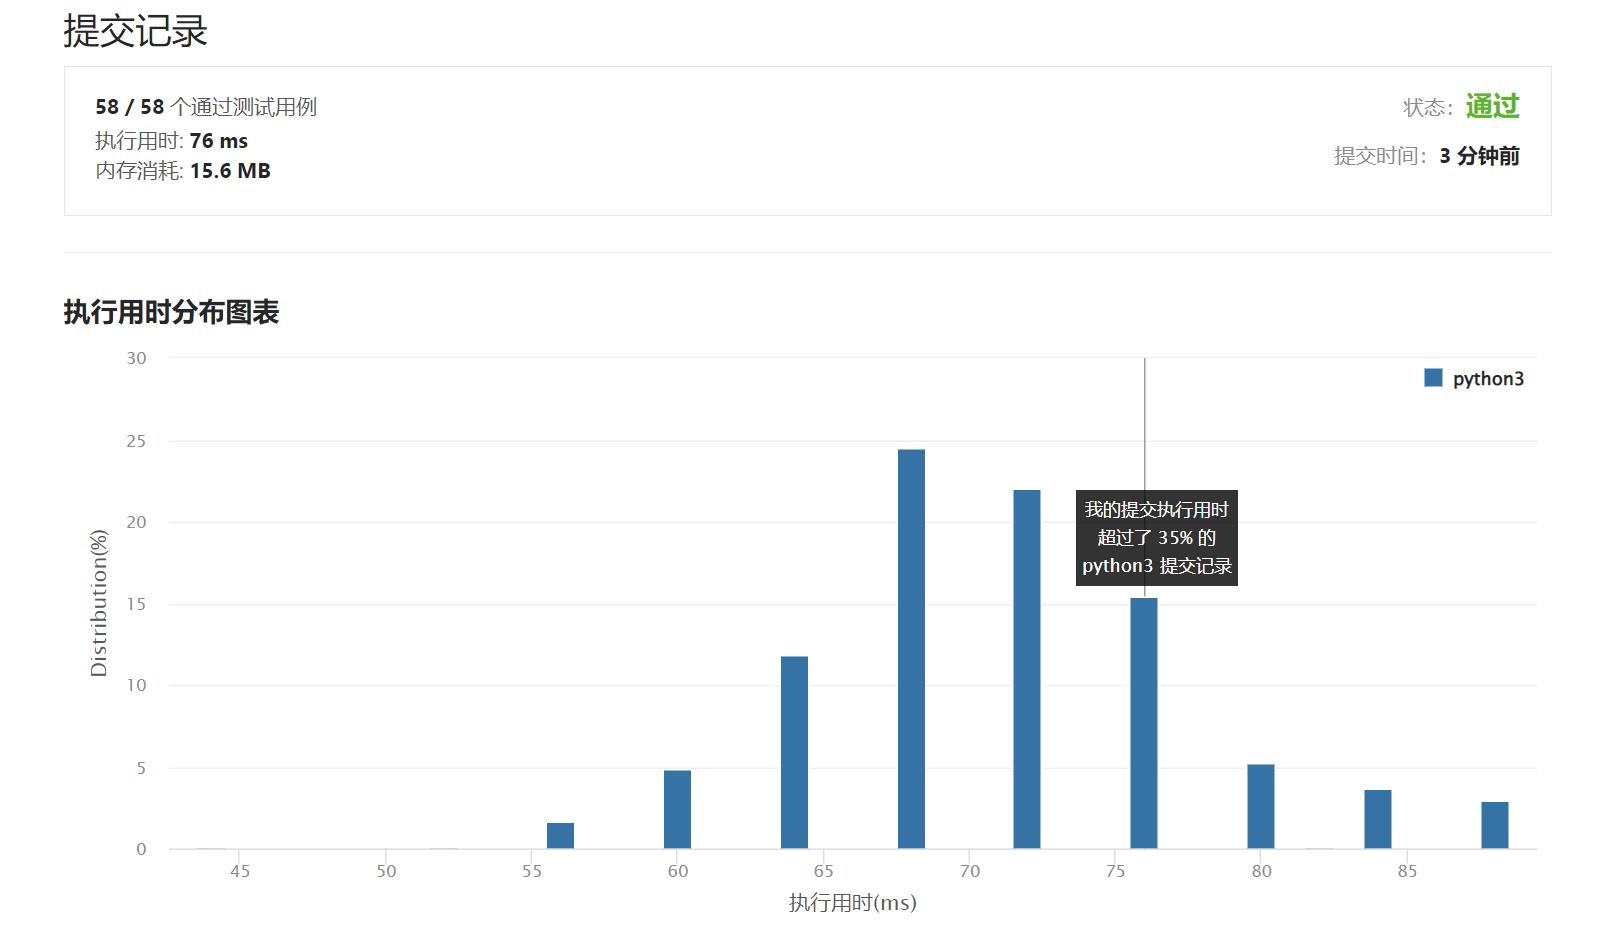 提交记录
58 / 58 个通过测试用例
状态：通过
执行用时: 76 ms
提交时间：3 分钟前
内存消耗: 15.6 MB
执行用时分布图表
python3
我的提交执行用时
超过了 35% 的
python3 提交记录
Distribution(%)
30
25
20
15
10
5
0
45 50 55 60 65 70 75 80 85
执行用时(ms)